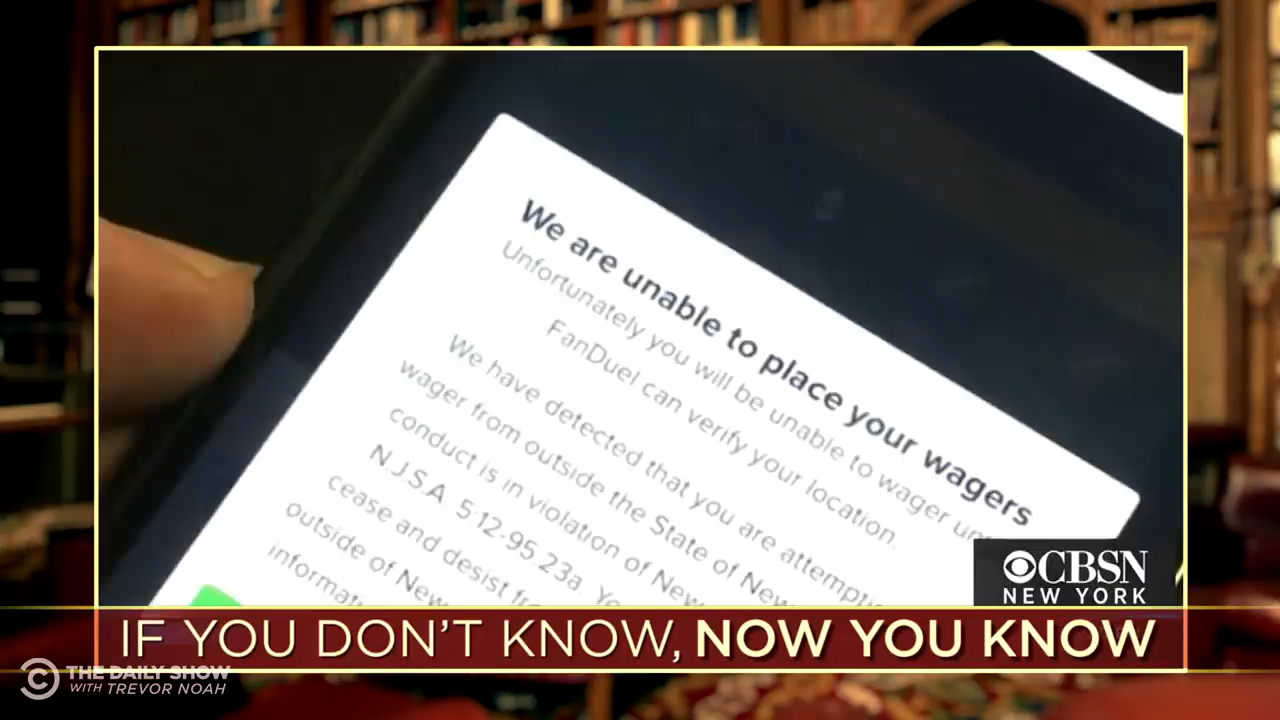 We are unable to place your wagers
Unfortunately you will be unable to wager
FanDuel can verify your location.
We have detected that you are
wager from outside the State of New
conduct is in violation of New
N.J.S.A. 5:12-95.23a.
cease and desist
outside of New
CBSN
NEW YORK
IF YOU DON'T KNOW, NOW YOU KNOW
THE DAILY SHOW
WITH TREVOR NOAH